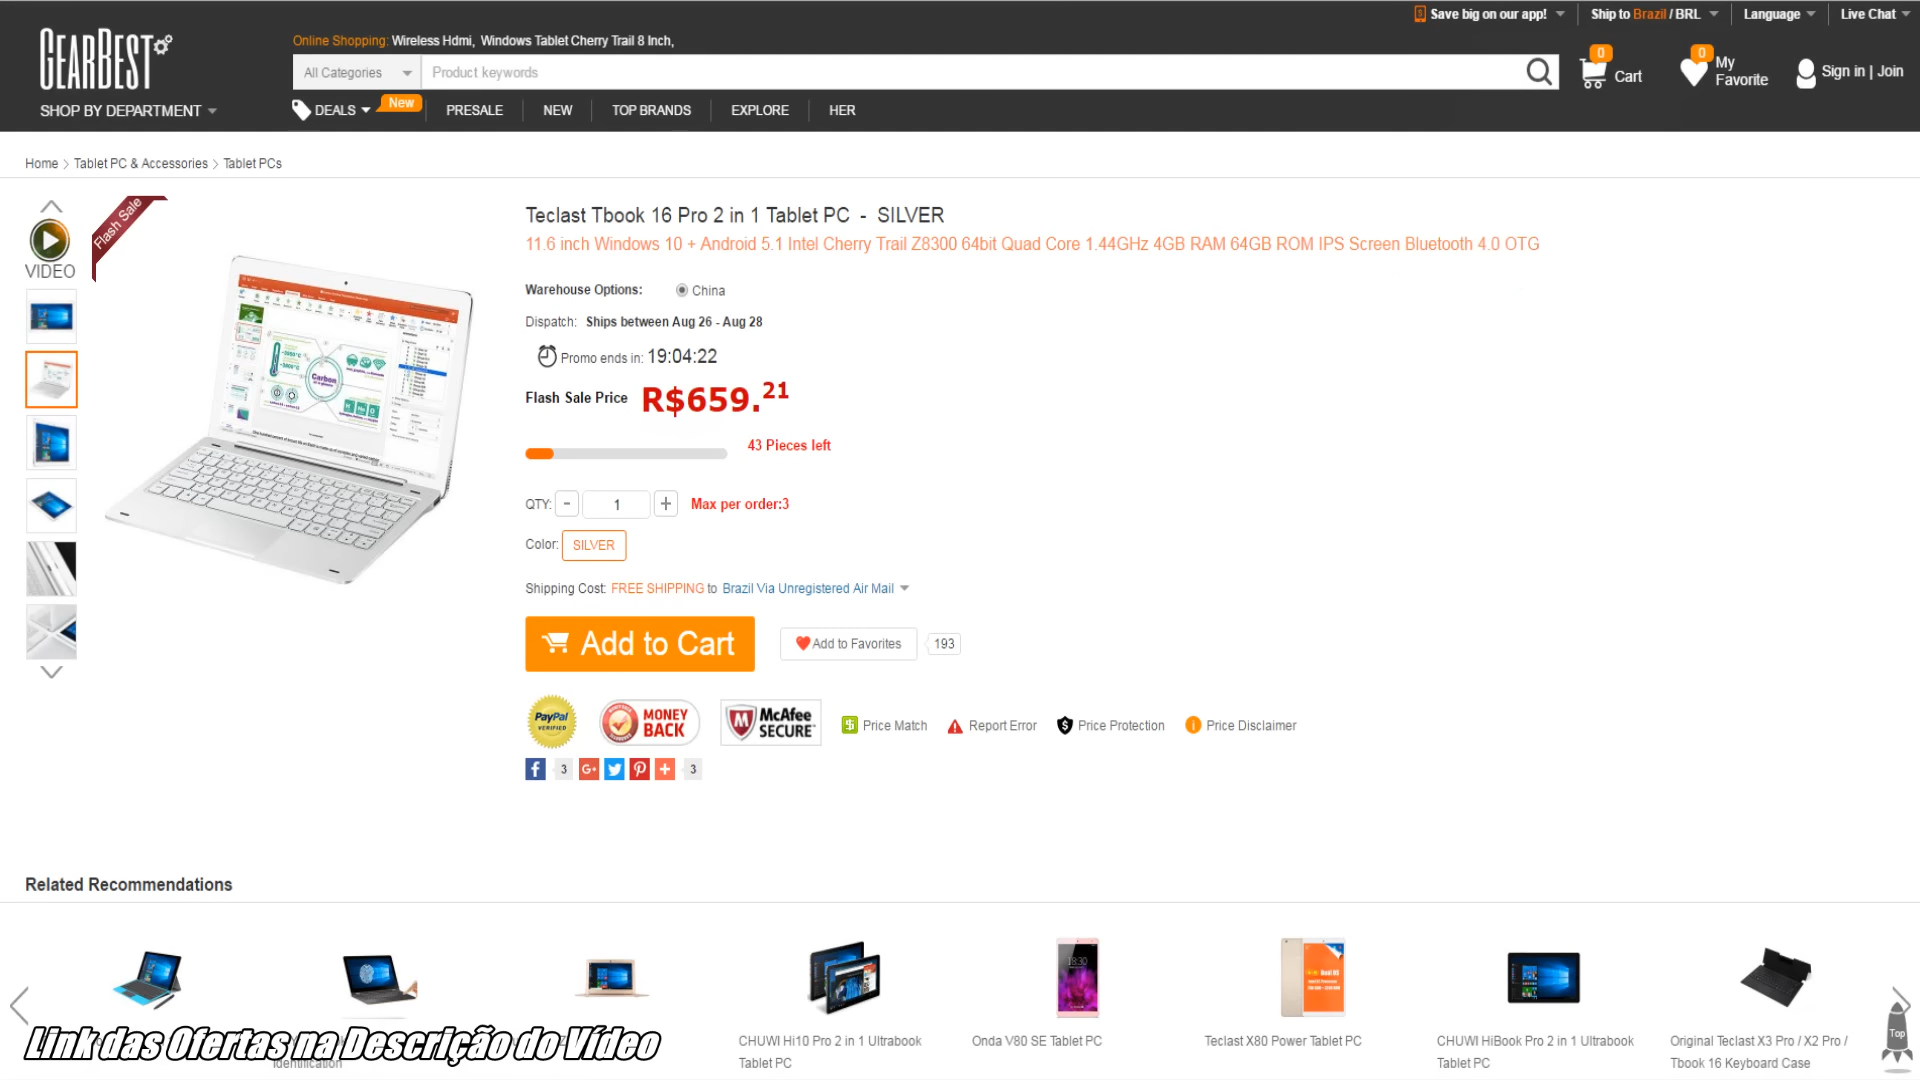 Save big on our app!
Ship to Brazil / BRL
Language
Live Chat
GEARBEST
Online Shopping: Wireless Hdmi, Windows Tablet Cherry Trail 8 Inch,
All Categories
Product keywords
0
Cart
0
My Favorite
Sign in | Join
SHOP BY DEPARTMENT
DEALS
New
PRESALE
NEW
TOP BRANDS
EXPLORE
HER
Home > Tablet PC & Accessories > Tablet PCs
VIDEO
Flash Sale
Teclast Tbook 16 Pro 2 in 1 Tablet PC - SILVER
11.6 inch Windows 10 + Android 5.1 Intel Cherry Trail Z8300 64bit Quad Core 1.44GHz 4GB RAM 64GB ROM IPS Screen Bluetooth 4.0 OTG
Warehouse Options: China
Dispatch: Ships between Aug 26 - Aug 28
Promo ends in: 19:04:22
Flash Sale Price R$659.21
43 Pieces left
QTY: - 1 + Max per order:3
Color: SILVER
Shipping Cost: FREE SHIPPING to Brazil Via Unregistered Air Mail
Add to Cart
Add to Favorites
193
PayPal VERIFIED
MONEY BACK
McAfee SECURE
Price Match
Report Error
Price Protection
Price Disclaimer
3
G+
3
Carbon
Related Recommendations
Link das Ofertas na Descrição do Vídeo
Identification
CHUWI Hi10 Pro 2 in 1 Ultrabook
Tablet PC
Onda V80 SE Tablet PC
Teclast X80 Power Tablet PC
CHUWI HiBook Pro 2 in 1 Ultrabook
Tablet PC
Original Teclast X3 Pro / X2 Pro /
Tbook 16 Keyboard Case
Top